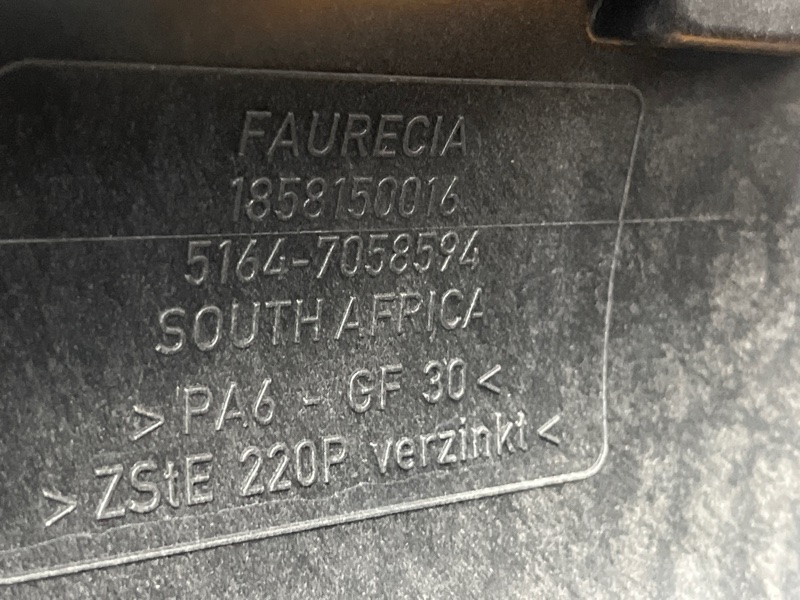 FAURECIA
1858150016
5164-7058594
SOUTH AFRICA
>PA6 - GF 30<
>ZStE 220P verzinkt<